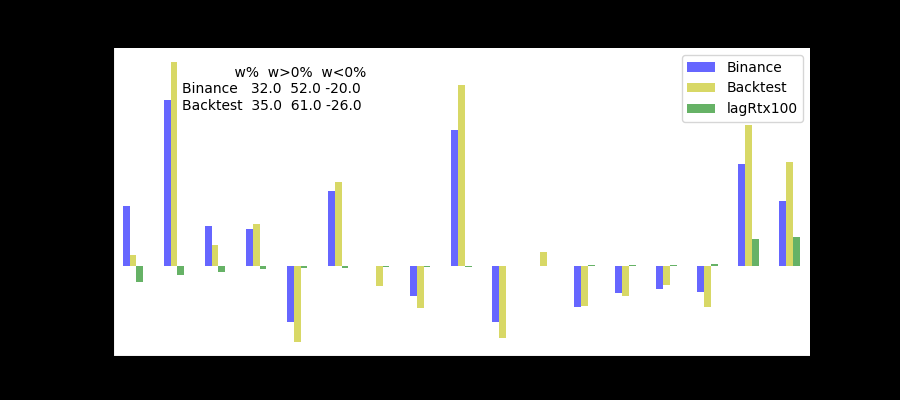 w% w>0% w<0%
Binance 32.0 52.0 -20.0
Backtest 35.0 61.0 -26.0
Binance
Backtest
lagRtx100